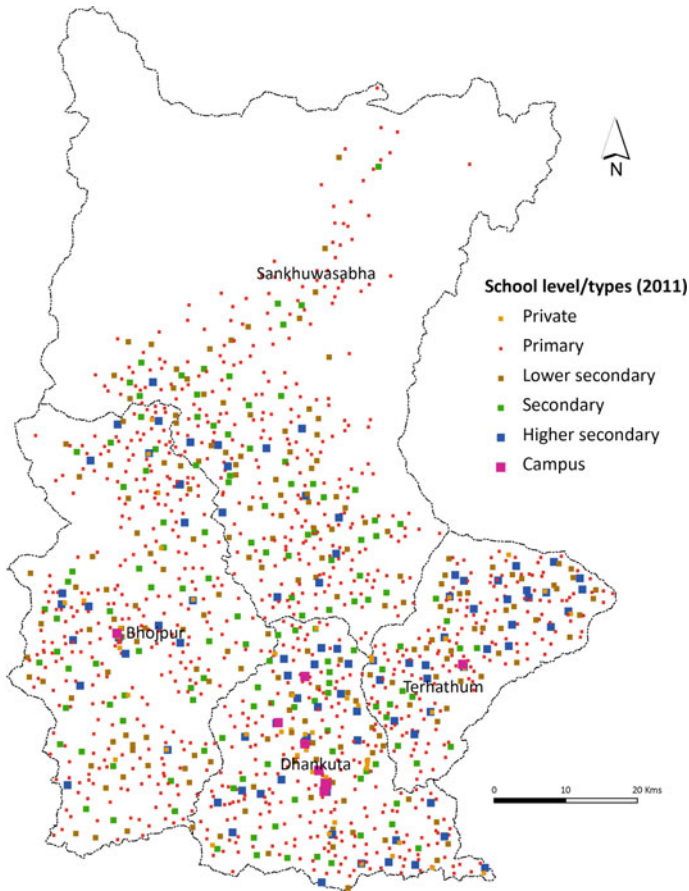 N
Sankhuwasabha
School level/types (2011)
Private
Primary
Lower secondary
Secondary
Higher secondary
Campus
Bhojpur
Terhathum
Dhankuta
0 10 20 Kms